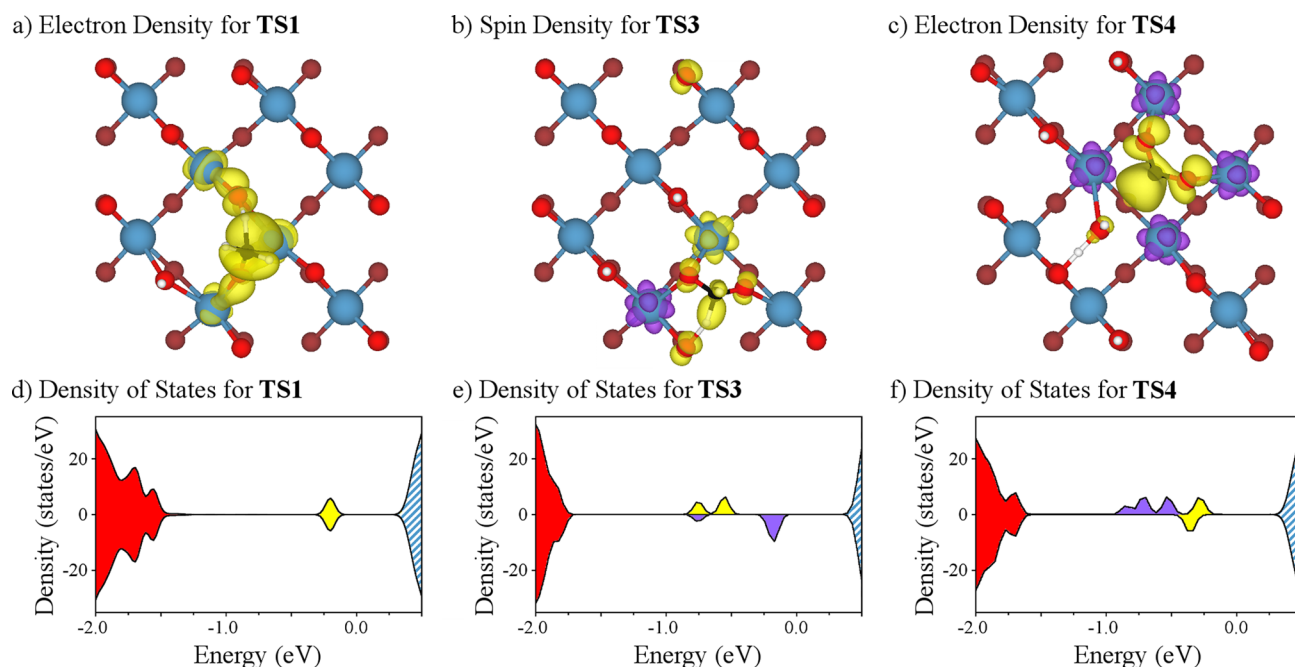 a) Electron Density for TS1
b) Spin Density for TS3
c) Electron Density for TS4
d) Density of States for TS1
e) Density of States for TS3
f) Density of States for TS4
Density (states/eV)
20
0
-20
-2.0
-1.0
0.0
Energy (eV)
Density (states/eV)
20
0
-20
-2.0
-1.0
0.0
Energy (eV)
Density (states/eV)
20
0
-20
-2.0
-1.0
0.0
Energy (eV)